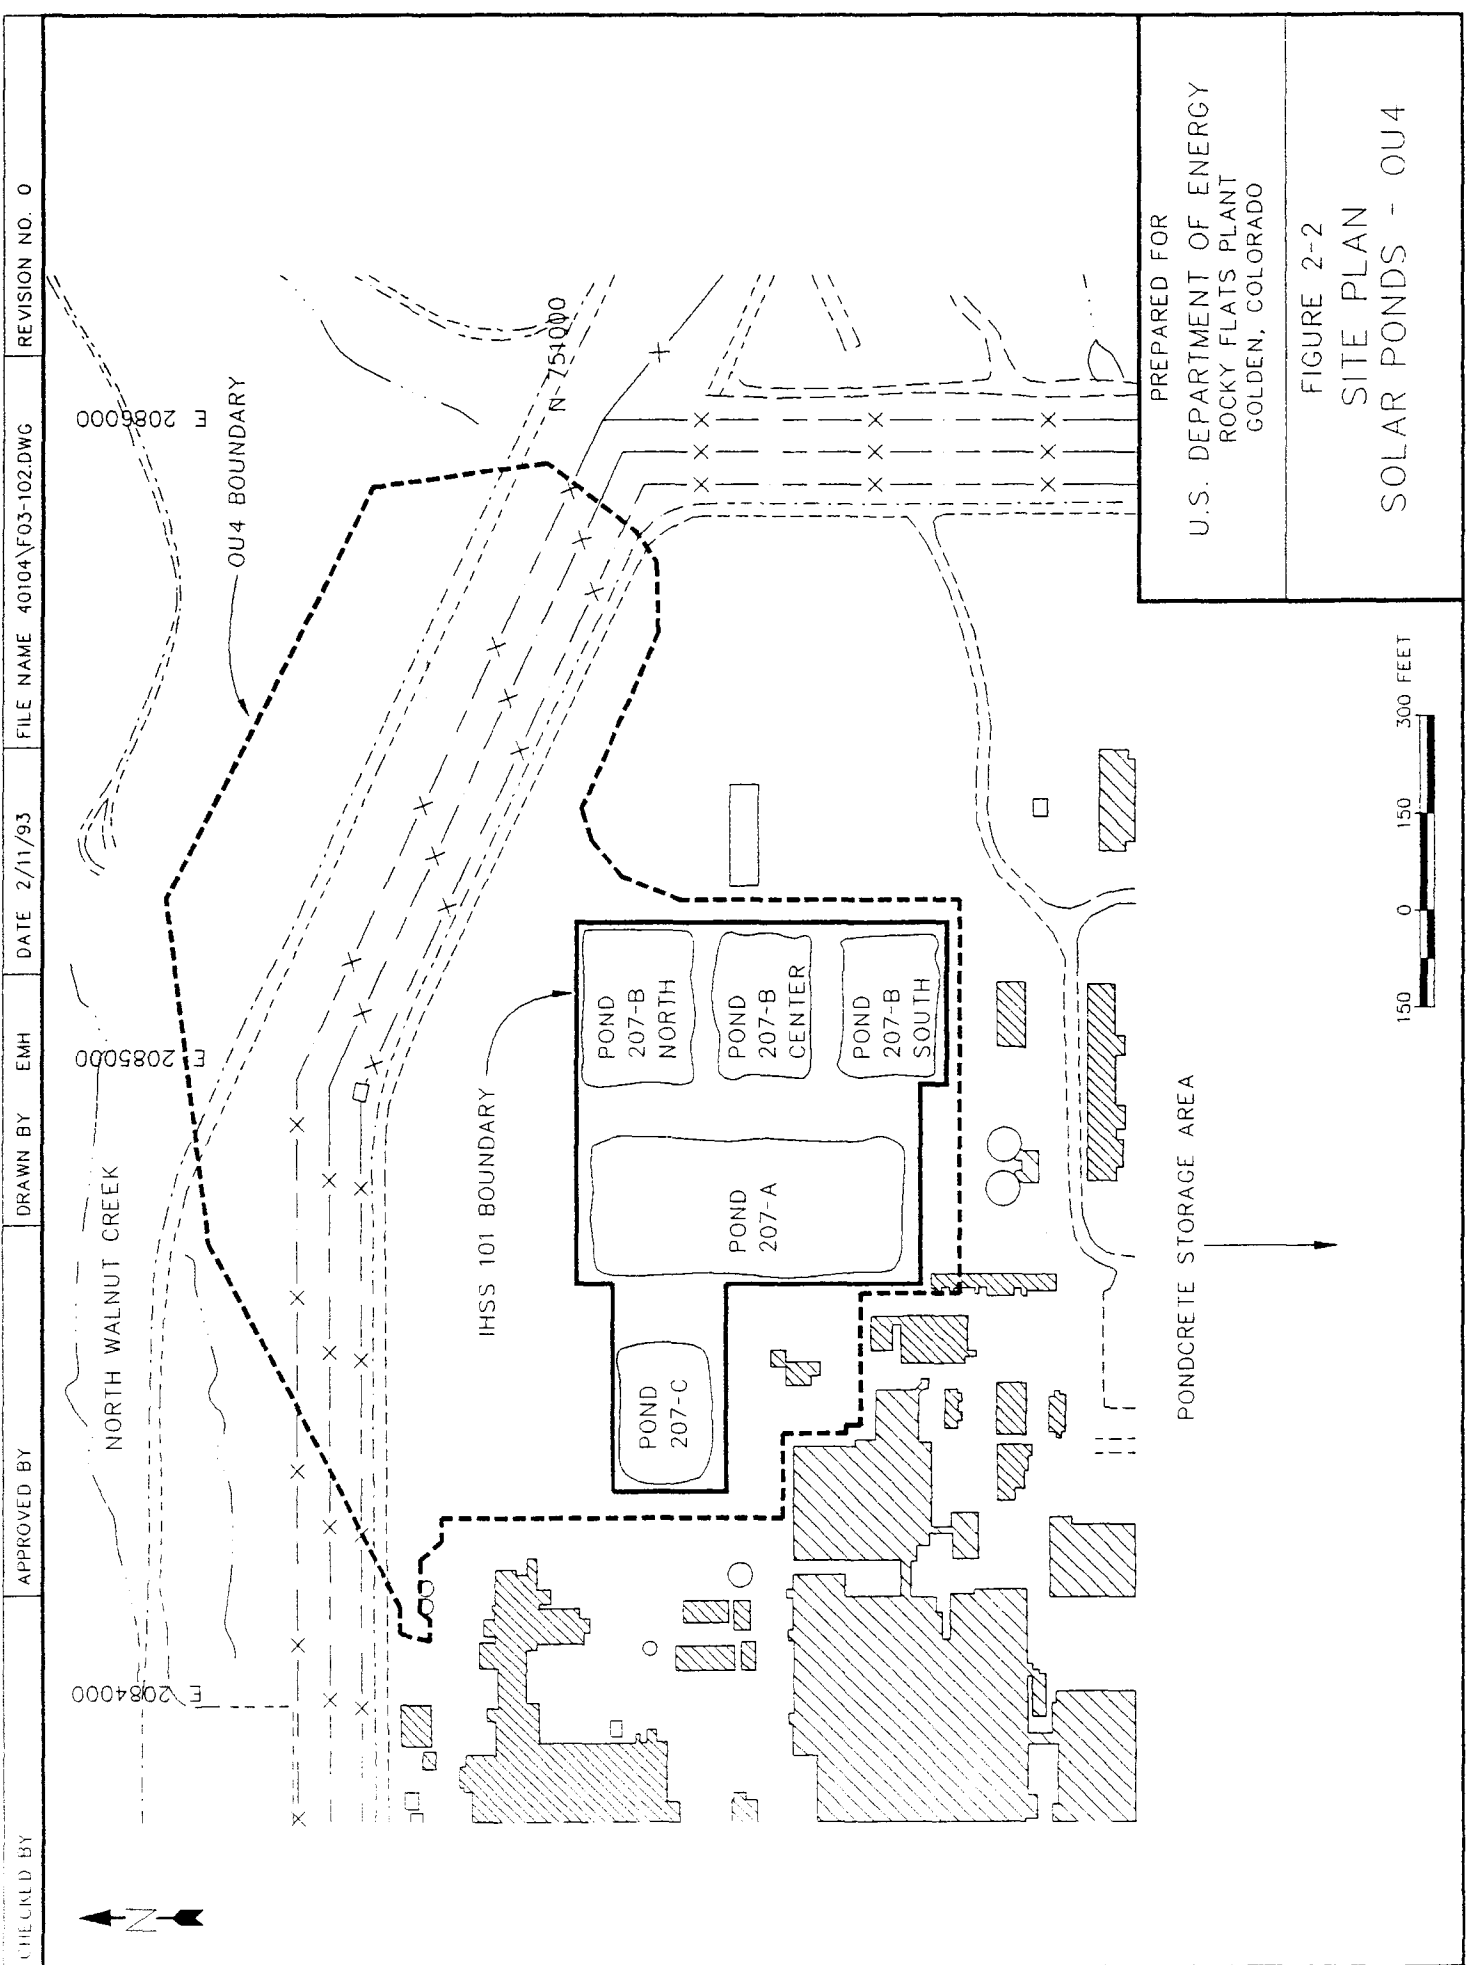 CHECKED BY
APPROVED BY
DRAWN BY EMH
DATE 2/11/93
FILE NAME 40104\F03-102.DWG
REVISION NO. 0
N
E 2084000
E 2085000
E 2086000
NORTH WALNUT CREEK
OU4 BOUNDARY
N 751000
IHSS 101 BOUNDARY
POND
207-C
POND
207-A
POND
207-B
NORTH
POND
207-B
CENTER
POND
207-B
SOUTH
PONDCRETE STORAGE AREA
150 0 150 300 FEET
PREPARED FOR
U.S. DEPARTMENT OF ENERGY
ROCKY FLATS PLANT
GOLDEN, COLORADO
FIGURE 2-2
SITE PLAN
SOLAR PONDS - OU4